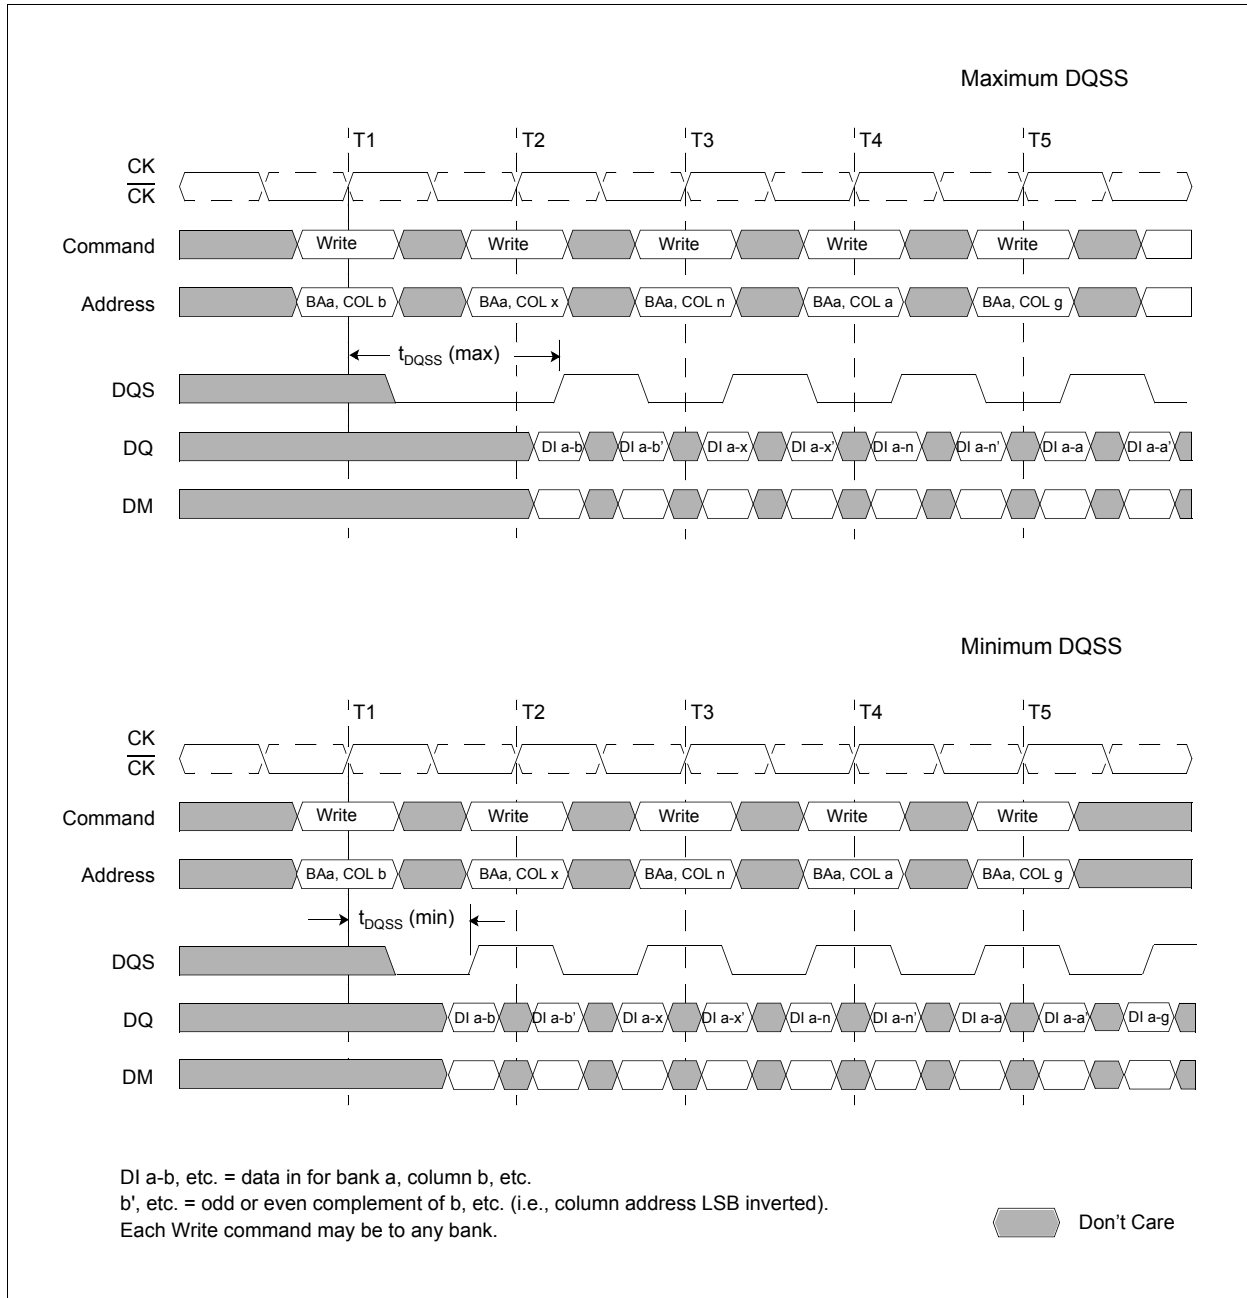 Maximum DQSS
T1 T2 T3 T4 T5
CK
CK
Command Write Write Write Write Write
Address BAa, COL b BAa, COL x BAa, COL n BAa, COL a BAa, COL g
tDQSS (max)
DQS
DQ DI a-b DI a-b' DI a-x DI a-x' DI a-n DI a-n' DI a-a DI a-a'
DM
Minimum DQSS
T1 T2 T3 T4 T5
CK
CK
Command Write Write Write Write Write
Address BAa, COL b BAa, COL x BAa, COL n BAa, COL a BAa, COL g
tDQSS (min)
DQS
DQ DI a-b DI a-b' DI a-x DI a-x' DI a-n DI a-n' DI a-a DI a-a' DI a-g
DM
DI a-b, etc. = data in for bank a, column b, etc.
b', etc. = odd or even complement of b, etc. (i.e., column address LSB inverted).
Each Write command may be to any bank.
Don't Care